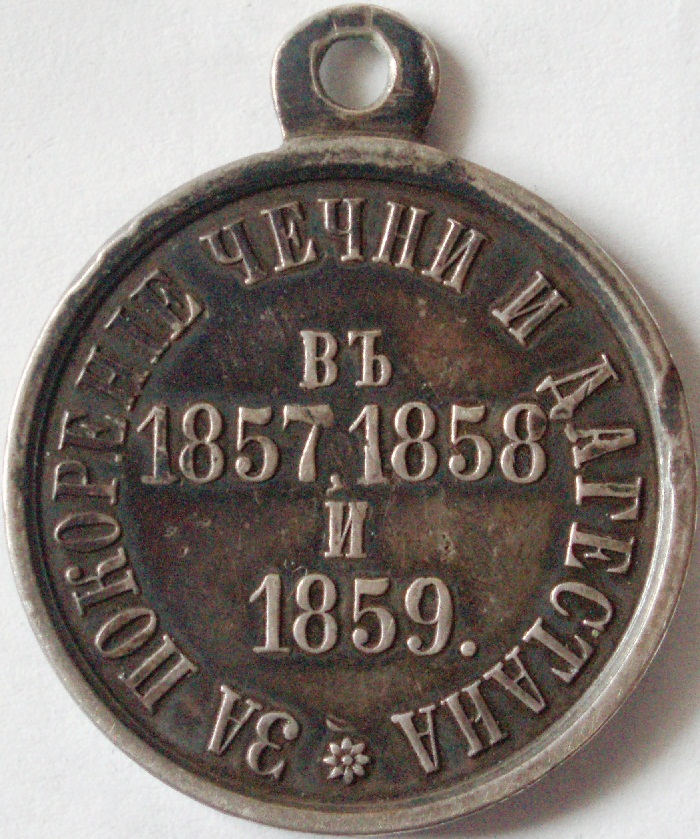 ЗА ПОКОРЕНІЕ ЧЕЧНИ И ДАГЕСТАНА
ВЪ
1857, 1858
И
1859.